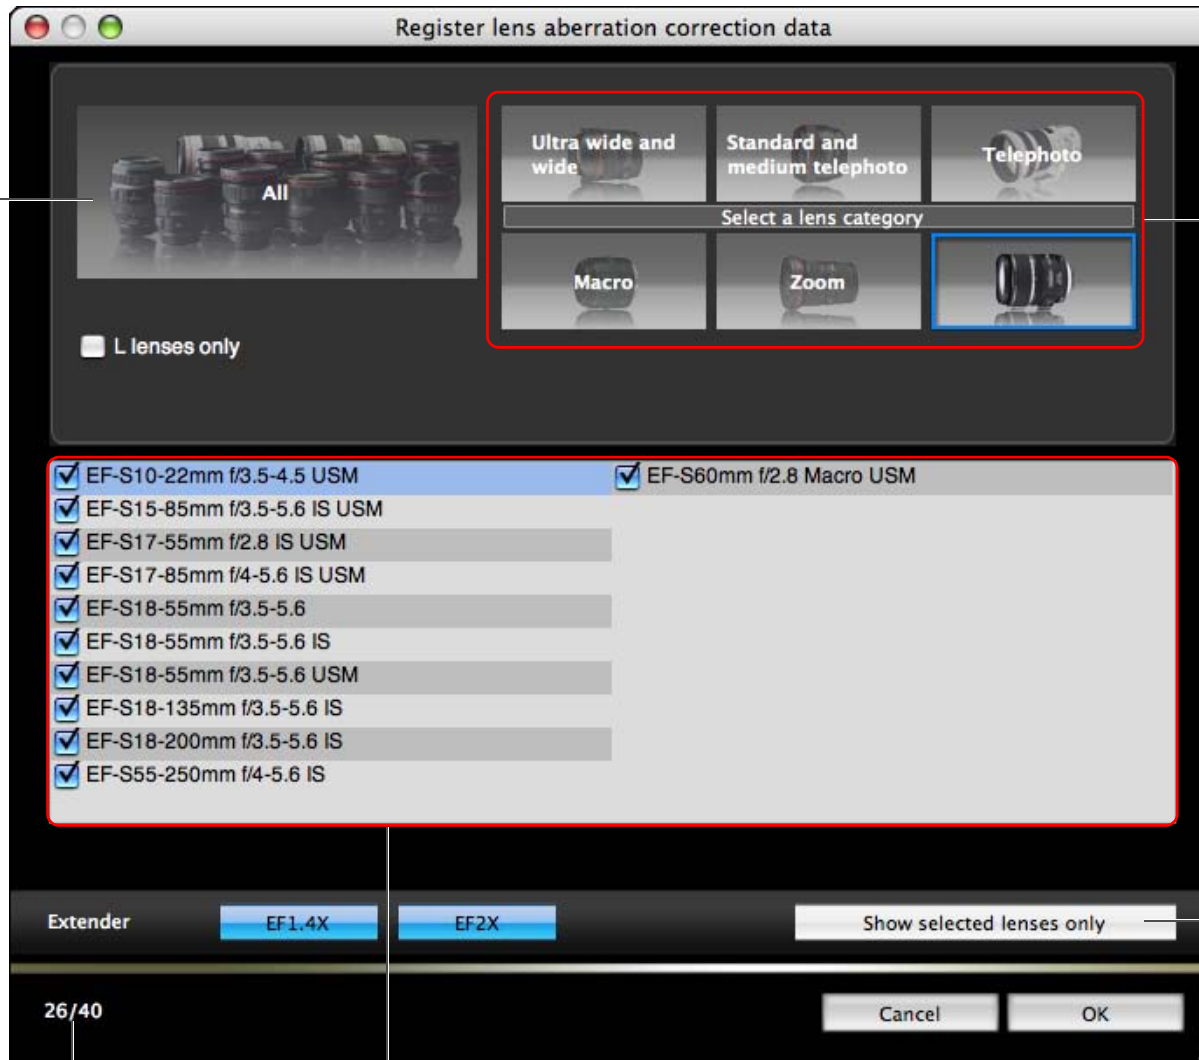 Register lens aberration correction data
All
Ultra wide and
wide
Standard and
medium telephoto
Telephoto
Select a lens category
Macro
Zoom
L lenses only
EF-S10-22mm f/3.5-4.5 USM
EF-S15-85mm f/3.5-5.6 IS USM
EF-S17-55mm f/2.8 IS USM
EF-S17-85mm f/4-5.6 IS USM
EF-S18-55mm f/3.5-5.6
EF-S18-55mm f/3.5-5.6 IS
EF-S18-55mm f/3.5-5.6 USM
EF-S18-135mm f/3.5-5.6 IS
EF-S18-200mm f/3.5-5.6 IS
EF-S55-250mm f/4-5.6 IS
EF-S60mm f/2.8 Macro USM
Extender
EF1.4X
EF2X
Show selected lenses only
26/40
Cancel
OK